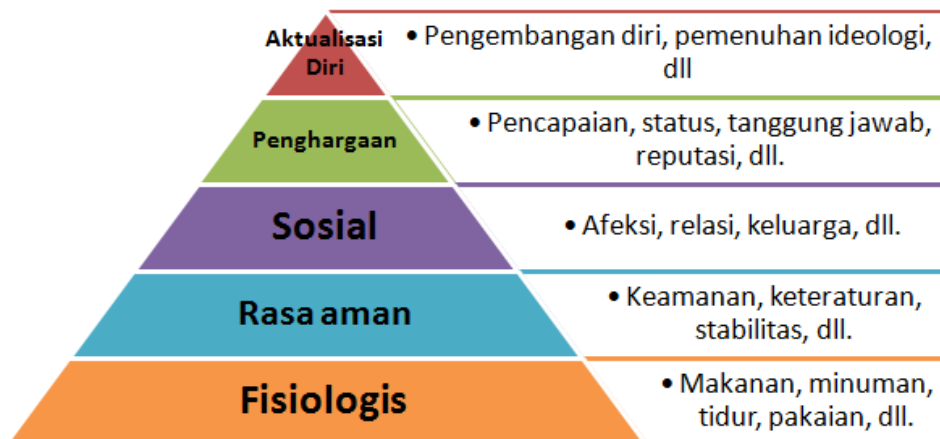 Aktualisasi
Diri
• Pengembangan diri, pemenuhan ideologi,
dll
Penghargaan
• Pencapaian, status, tanggung jawab,
reputasi, dll.
Sosial
• Afeksi, relasi, keluarga, dll.
Rasa aman
• Keamanan, keteraturan,
stabilitas, dll.
Fisiologis
• Makanan, minuman,
tidur, pakaian, dll.